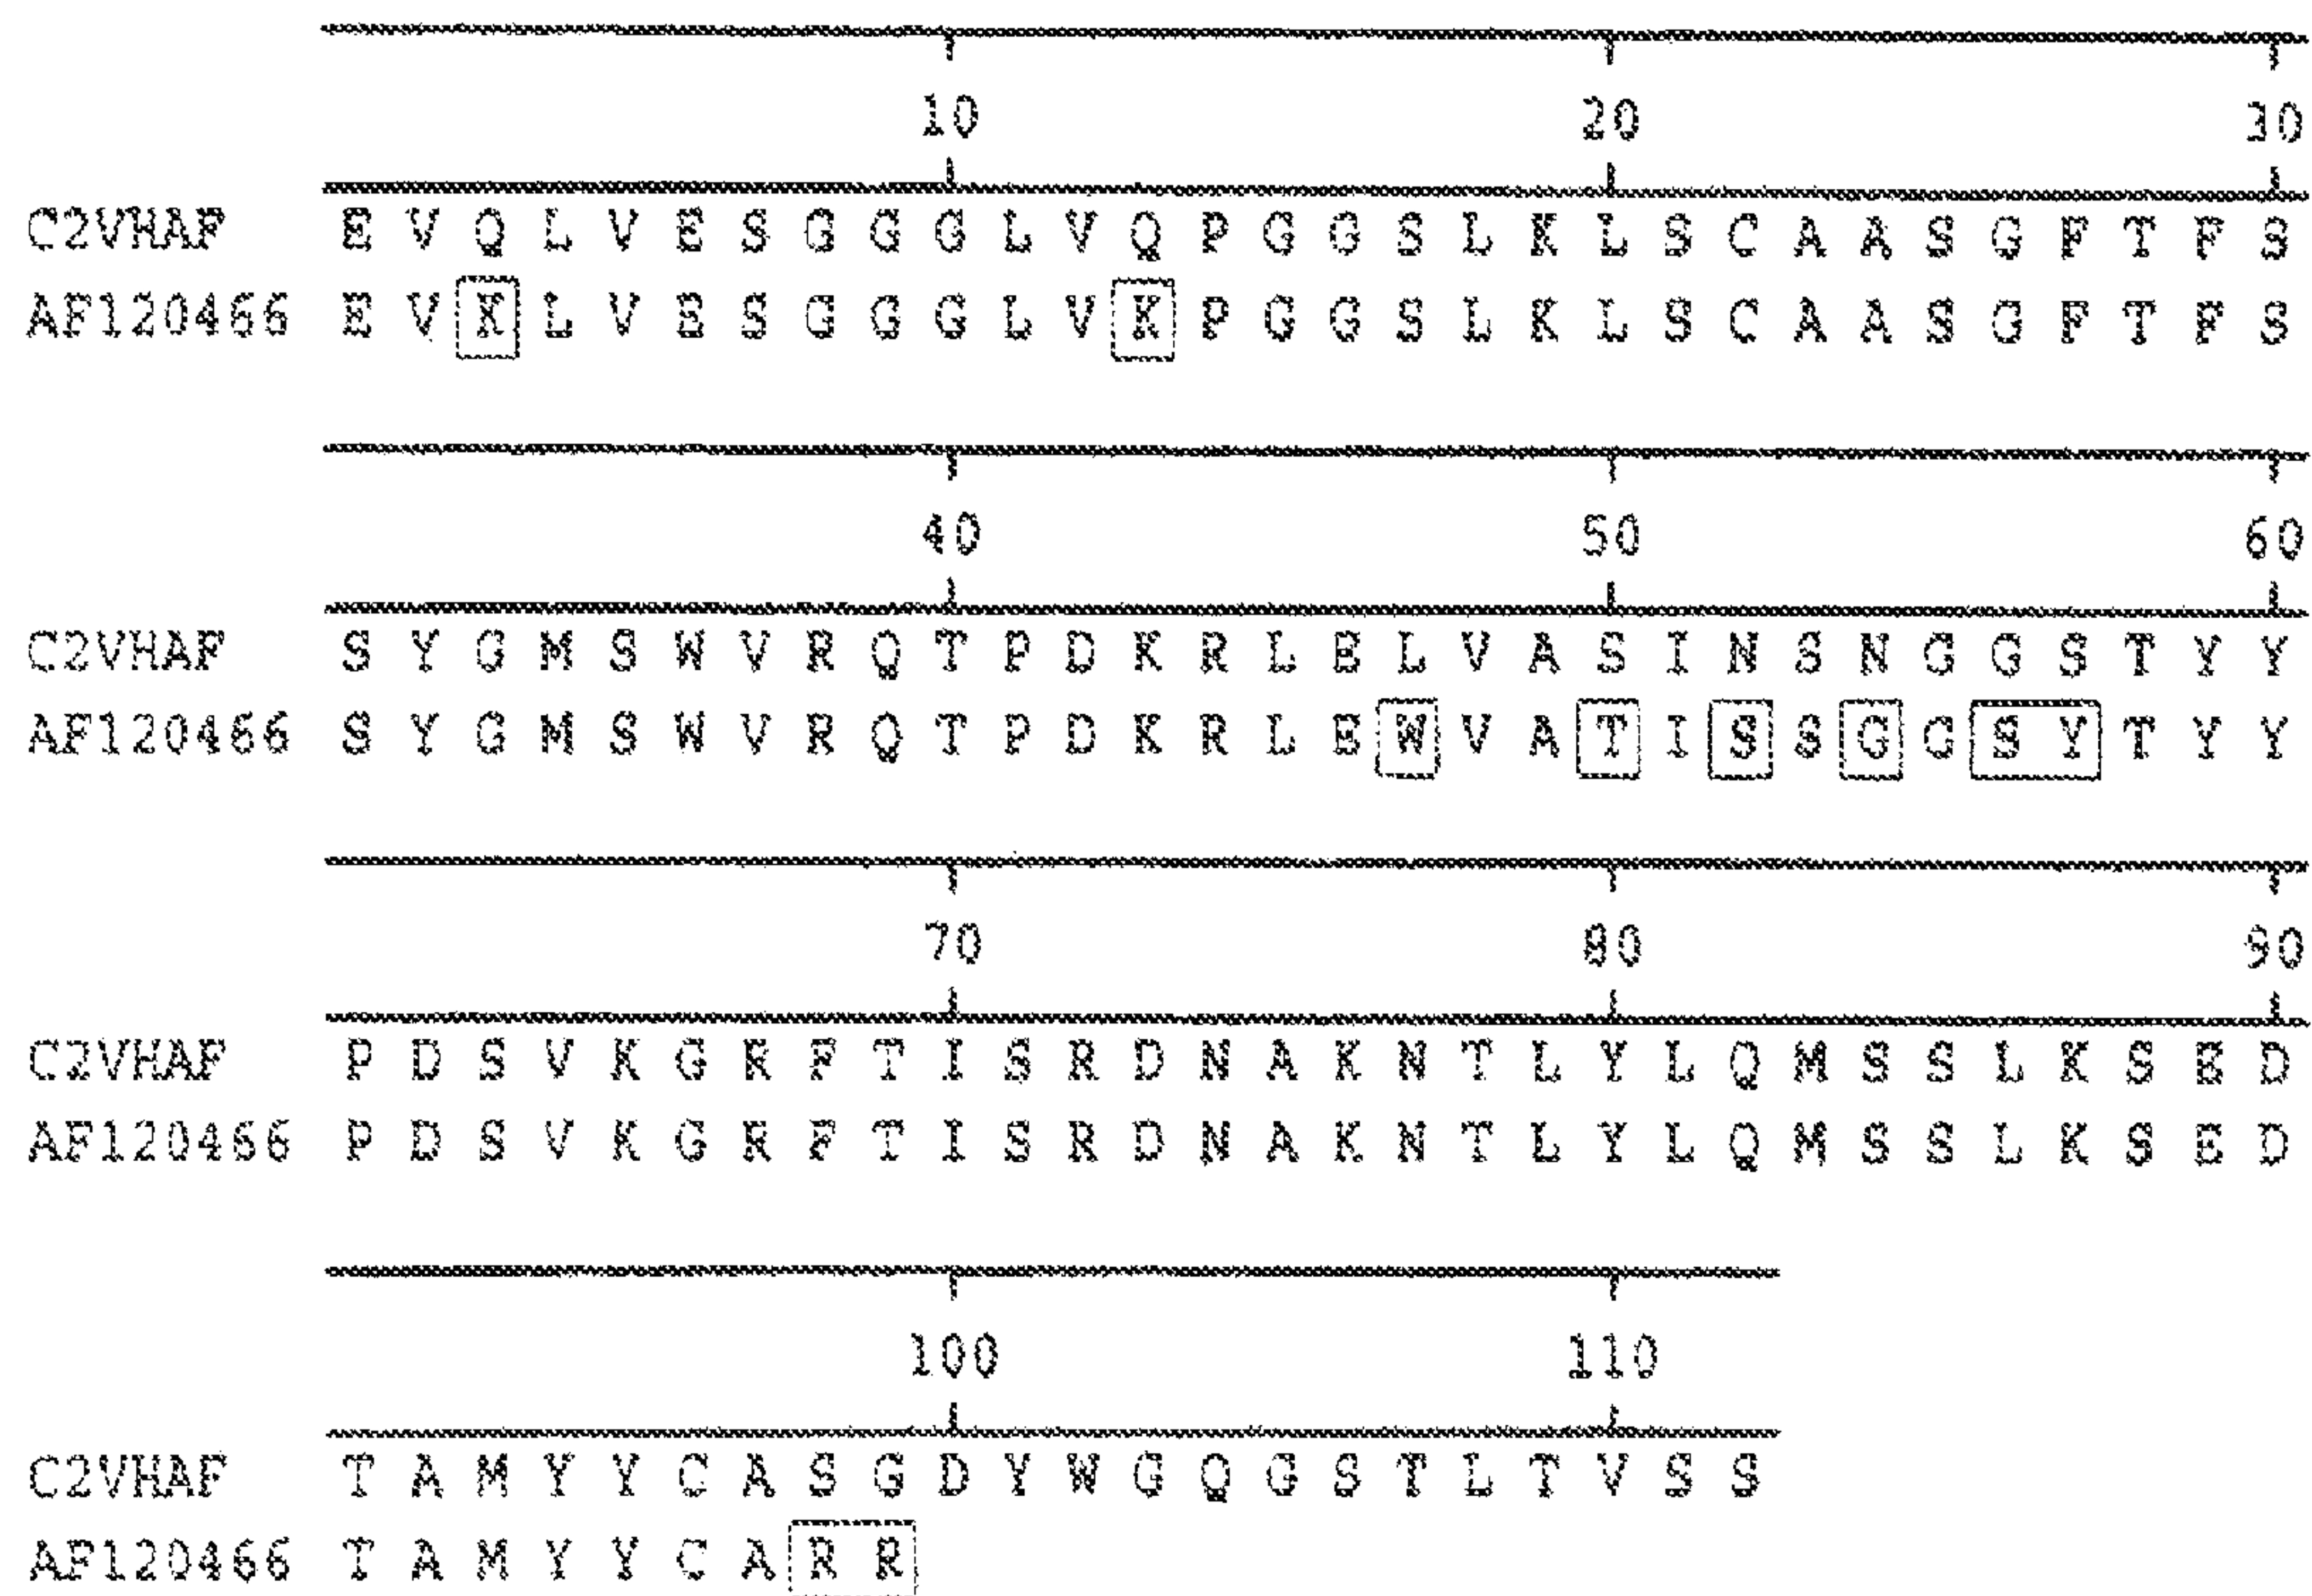 10 20 30
C2VHAF E V Q L V E S G G G L V Q P G G S L K L S C A A S G F T F S
AF120466 E V K L V E S G G G L V K P G G S L K L S C A A S G F T F S
40 50 60
C2VHAF S Y G M S W V R Q T P D K R L E L V A S I N S N G G S T Y Y
AF120466 S Y G M S W V R Q T P D K R L E W V A T I S S G G S Y T Y Y
70 80 90
C2VHAF P D S V K G R F T I S R D N A K N T L Y L Q M S S L K S E D
AF120466 P D S V K G R F T I S R D N A K N T L Y L Q M S S L K S E D
100 110
C2VHAF T A M Y Y C A S G D Y W G Q G S T L T V S S
AF120466 T A M Y Y C A R R